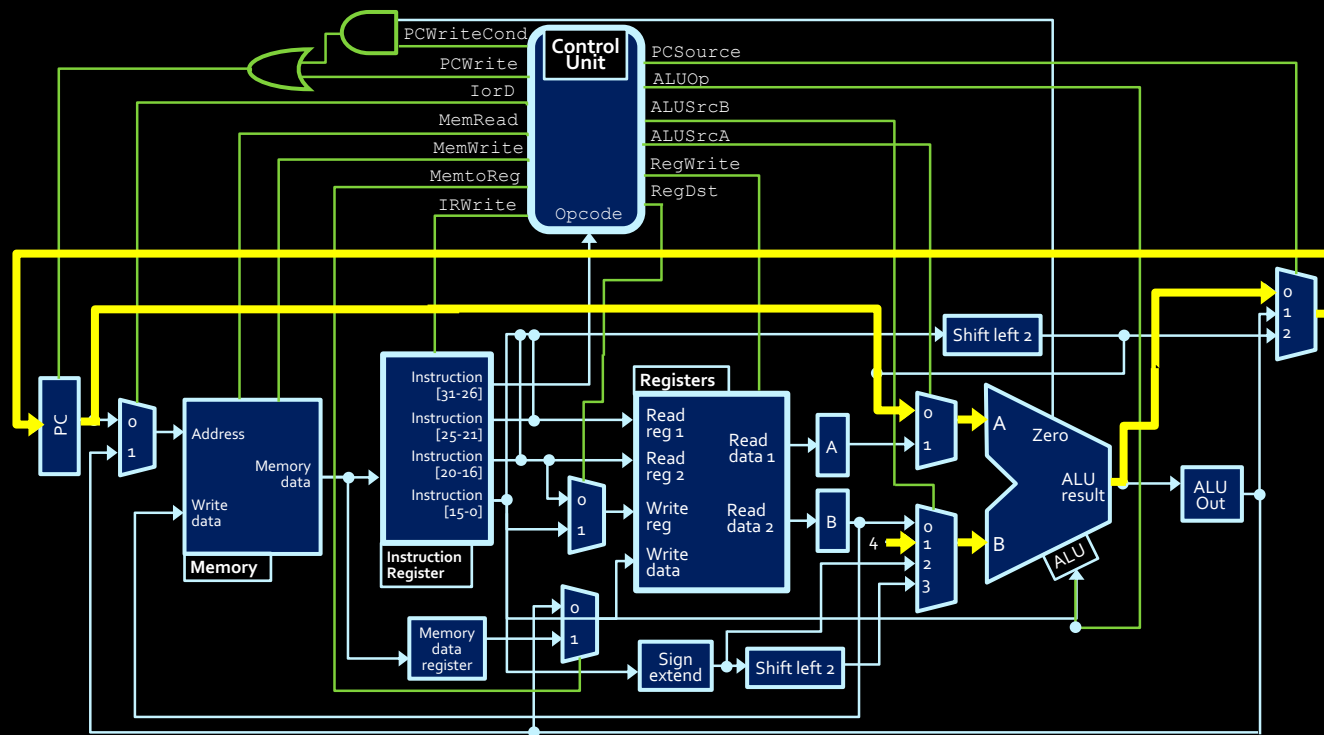 PCWriteCond
PCWrite
IorD
MemRead
MemWrite
MemtoReg
IRWrite
Control
Unit
Opcode
PCSource
ALUOp
ALUSrcB
ALUSrcA
RegWrite
RegDst
PC
0
1
Address
Memory
data
Write
data
Memory
Instruction
[31-26]
Instruction
[25-21]
Instruction
[20-16]
Instruction
[15-0]
Instruction
Register
Memory
data
register
0
1
0
1
Registers
Read
reg 1
Read
reg 2
Write
reg
Write
data
Read
data 1
Read
data 2
Sign
extend
Shift left 2
A
B
Shift left 2
0
1
4
0
1
2
3
A
B
Zero
ALU
result
ALU
ALU
Out
0
1
2